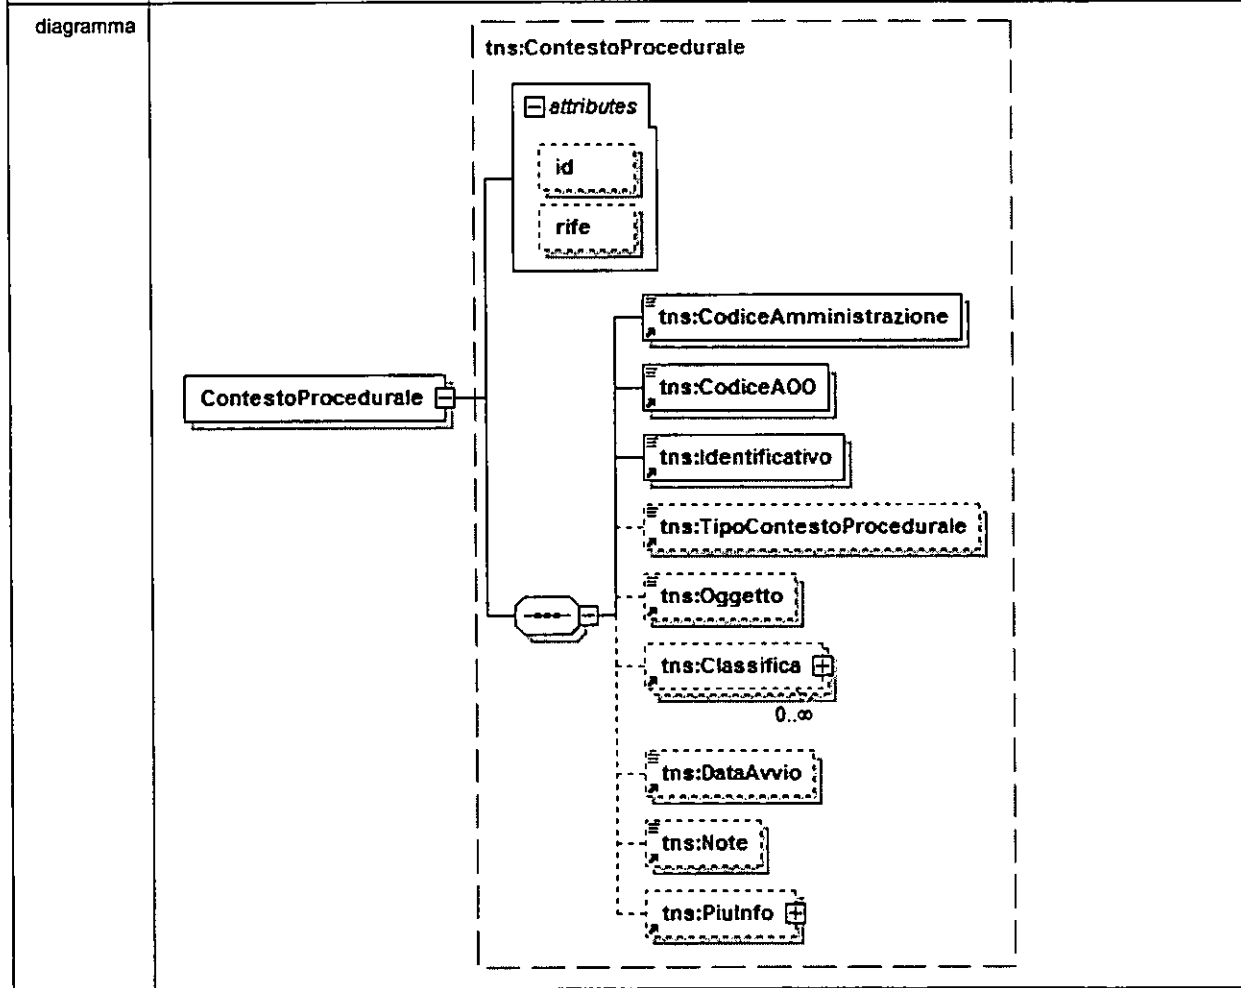 diagramma
tns:ContestoProcedurale
attributes
id
rife
tns:CodiceAmministrazione
tns:CodiceAOO
ContestoProcedurale
tns:Identificativo
tns:TipoContestoProcedurale
tns:Oggetto
tns:Classifica
0..∞
tns:DataAvvio
tns:Note
tns:PiuInfo